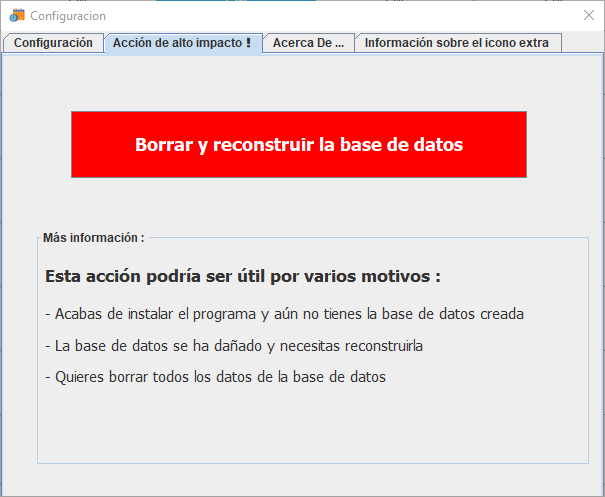 Configuracion
Configuración
Acción de alto impacto !
Acerca De ...
Información sobre el icono extra
Borrar y reconstruir la base de datos
Más información :
Esta acción podría ser útil por varios motivos :
- Acabas de instalar el programa y aún no tienes la base de datos creada
- La base de datos se ha dañado y necesitas reconstruirla
- Quieres borrar todos los datos de la base de datos